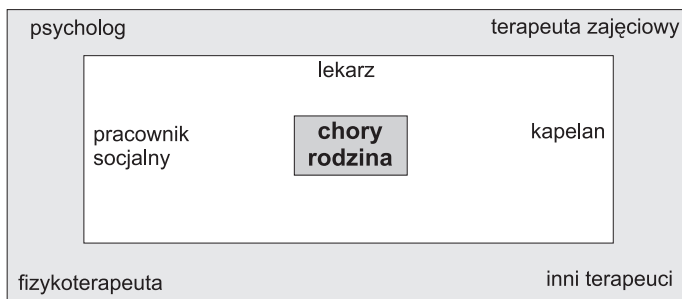 psycholog
terapeuta zajęciowy
lekarz
pracownik
socjalny
chory
rodzina
kapelan
fizykoterapeuta
inni terapeuci